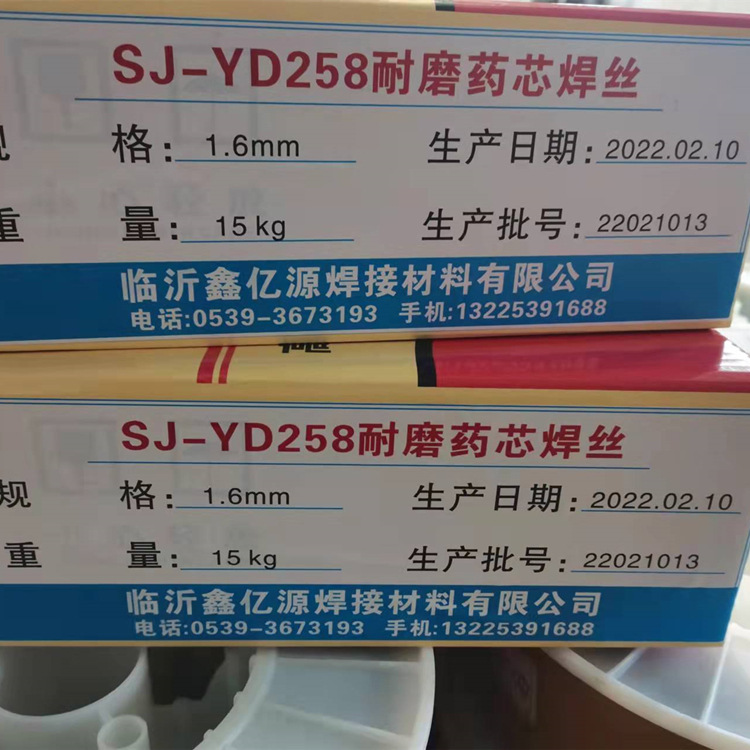 SJ-YD258耐磨药芯焊丝
规 格: 1.6mm 生产日期: 2022.02.10
重 量: 15kg 生产批号: 22021013
临沂鑫亿源焊接材料有限公司
电话:0539-3673193 手机:13225391688
SJ-YD258耐磨药芯焊丝
规 格: 1.6mm 生产日期: 2022.02.10
重 量: 15kg 生产批号: 22021013
临沂鑫亿源焊接材料有限公司
电话:0539-3673193 手机:13225391688